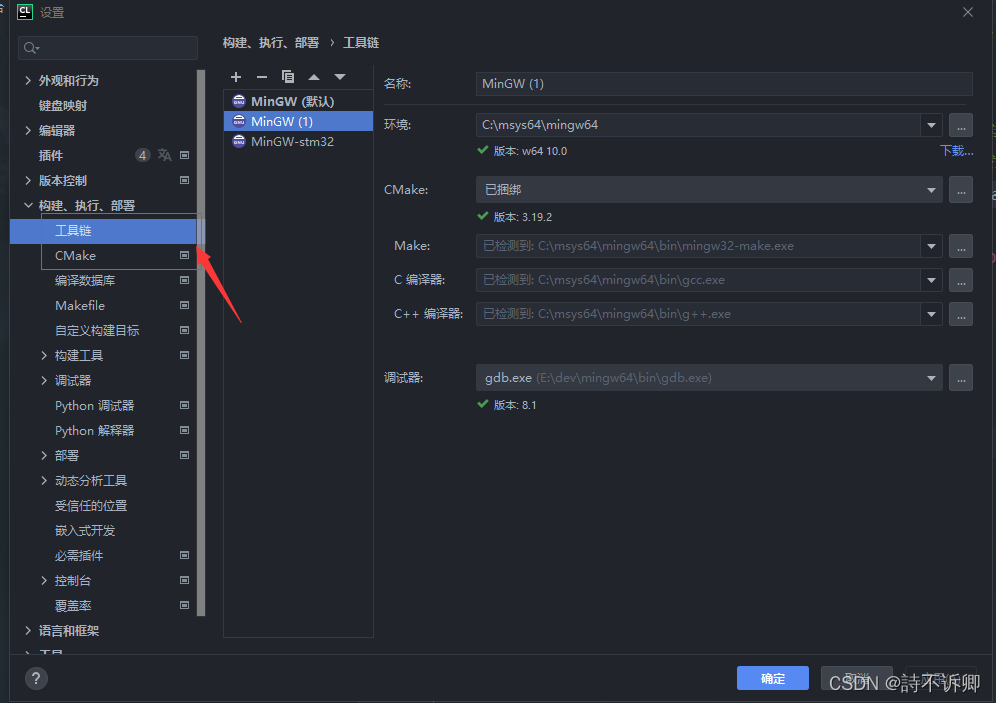 CL 设置
构建、执行、部署 › 工具链
外观和行为
键盘映射
编辑器
插件 4
版本控制
构建、执行、部署
工具链
CMake
编译数据库
Makefile
自定义构建目标
构建工具
调试器
Python 调试器
Python 解释器
部署
动态分析工具
受信任的位置
嵌入式开发
必需插件
控制台
覆盖率
语言和框架
工具
MinGW (默认)
MinGW (1)
MinGW-stm32
名称: MinGW (1)
环境: C:\msys64\mingw64 ...
版本: w64 10.0 下载...
CMake: 已捆绑 ...
版本: 3.19.2
Make: 已检测到: C:\msys64\mingw64\bin\mingw32-make.exe ...
C 编译器: 已检测到: C:\msys64\mingw64\bin\gcc.exe ...
C++ 编译器: 已检测到: C:\msys64\mingw64\bin\g++.exe ...
调试器: gdb.exe (E:\dev\mingw64\bin\gdb.exe) ...
版本: 8.1
? 确定 取消
CSDN @詩不诉卿